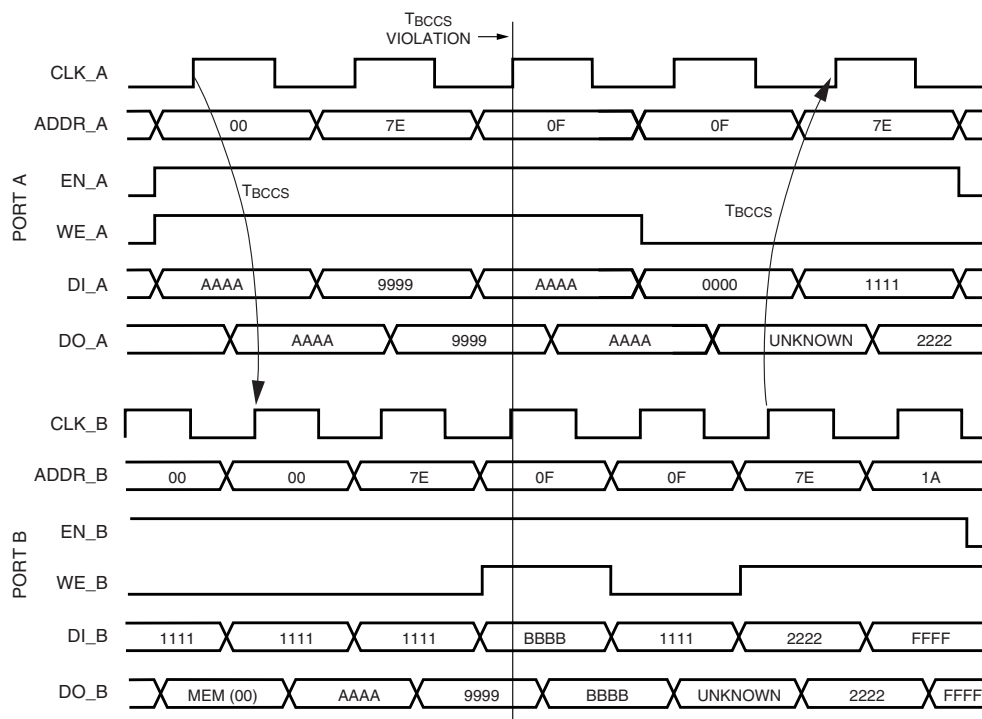 TBCCS
VIOLATION
PORT A
CLK_A
ADDR_A 00 7E 0F 0F 7E
EN_A
TBCCS
WE_A
TBCCS
DI_A AAAA 9999 AAAA 0000 1111
DO_A AAAA 9999 AAAA UNKNOWN 2222
PORT B
CLK_B
ADDR_B 00 00 7E 0F 0F 7E 1A
EN_B
WE_B
DI_B 1111 1111 1111 BBBB 1111 2222 FFFF
DO_B MEM (00) AAAA 9999 BBBB UNKNOWN 2222 FFFF